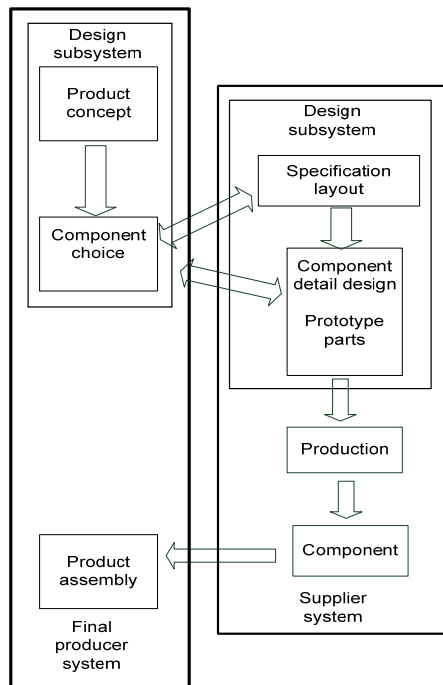 Design
subsystem
Product
concept
Component
choice
Product
assembly
Final
producer
system
Design
subsystem
Specification
layout
Component
detail design
Prototype
parts
Production
Component
Supplier
system